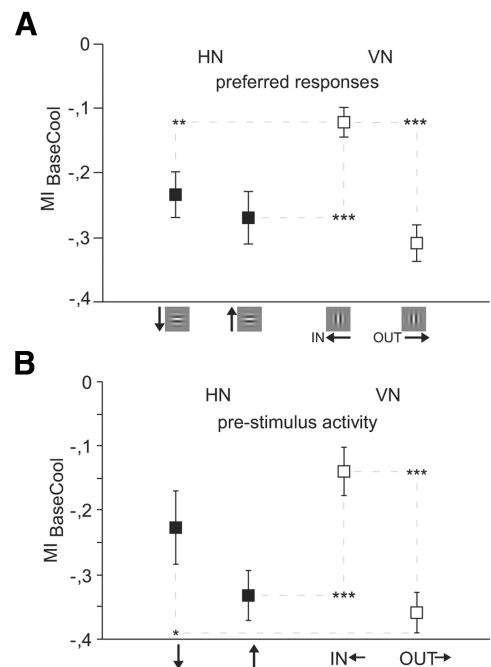 A
0
HN VN
preferred responses
** ***
-,1
-,2
***
-,3
-,4
MI BaseCool
IN OUT
B
0
HN VN
pre-stimulus activity
-,1
***
-,2
-,3
***
*
-,4
MI BaseCool
IN OUT